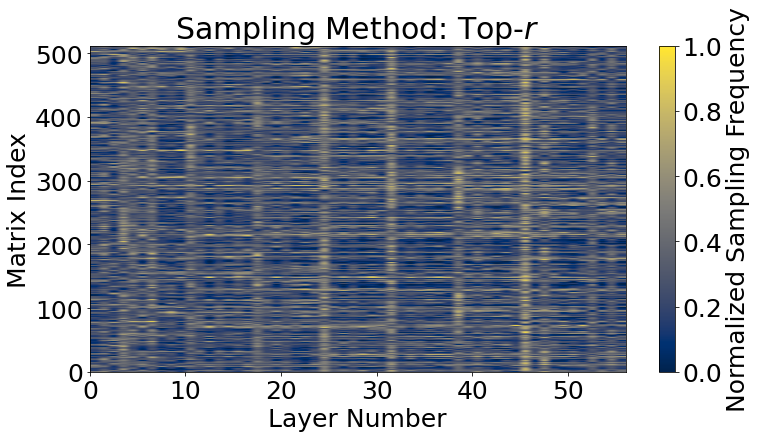 Sampling Method: Top-r
500
400
300
200
100
0
Matrix Index
0 10 20 30 40 50
Layer Number
1.0
0.8
0.6
0.4
0.2
0.0
Normalized Sampling Frequency